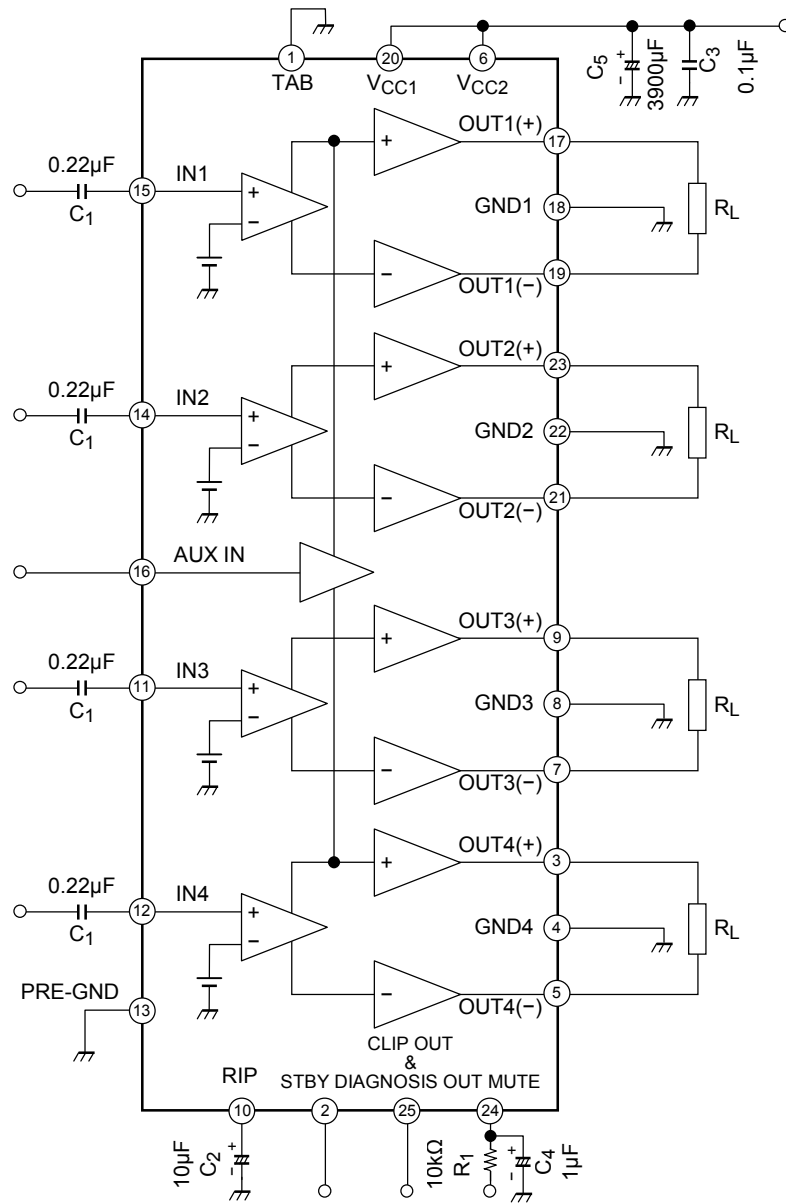 1
TAB
20
VCC1
6
VCC2
C5
+
−
3900µF
C3
0.1µF
0.22µF
C1
15
IN1
+
−
+
OUT1(+)
17
GND1
18
RL
−
OUT1(−)
19
0.22µF
C1
14
IN2
+
−
+
OUT2(+)
23
GND2
22
RL
−
OUT2(−)
21
16
AUX IN
0.22µF
C1
11
IN3
+
−
+
OUT3(+)
9
GND3
8
RL
−
OUT3(−)
7
0.22µF
C1
12
IN4
+
−
+
OUT4(+)
3
GND4
4
RL
−
OUT4(−)
5
PRE-GND
13
CLIP OUT
&
RIP
STBY DIAGNOSIS OUT MUTE
10
2
25
24
10µF
C2
+
−
10kΩ
R1
+
−
C4
1µF